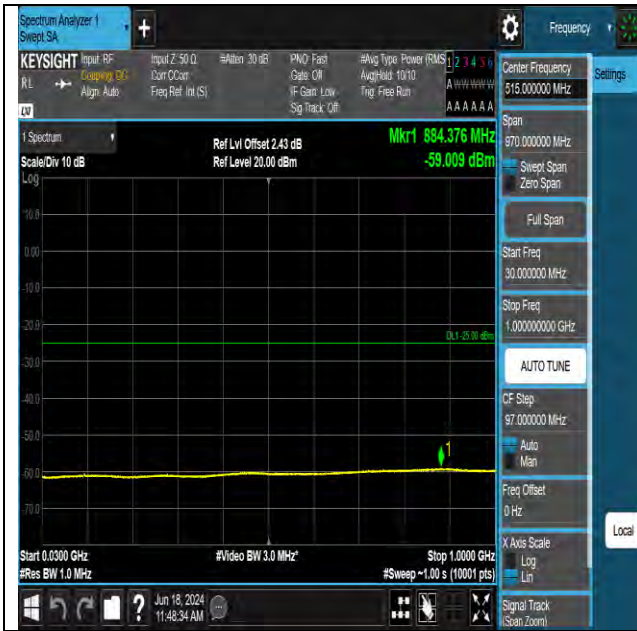 Spectrum Analyzer 1
Swept SA
+
Frequency
KEYSIGHT
RL
Input: RF
Coupling: DC
Align: Auto
Input Z: 50 Ω
Corr CCorr
Freq Ref: Int (S)
#Atten: 30 dB
PNO: Fast
Gate: Off
IF Gain: Low
Sig Track: Off
#Avg Type: Power (RMS
Avg|Hold: 10/10
Trig: Free Run
1 2 3 4 5 6
A W W W W W
A A A A A A
1 Spectrum
Scale/Div 10 dB
Log
Ref Lvl Offset 2.43 dB
Ref Level 20.00 dBm
Mkr1 884.376 MHz
-59.009 dBm
10.0
0.00
-10.0
-20.0
-30.0
-40.0
-50.0
-60.0
-70.0
DL1 -25.00 dBm
1
Start 0.0300 GHz
#Res BW 1.0 MHz
#Video BW 3.0 MHz*
Stop 1.0000 GHz
#Sweep ~1.00 s (10001 pts)
Jun 18, 2024
11:48:34 AM
Center Frequency
515.000000 MHz
Span
970.000000 MHz
Swept Span
Zero Span
Full Span
Start Freq
30.000000 MHz
Stop Freq
1.000000000 GHz
AUTO TUNE
CF Step
97.000000 MHz
Auto
Man
Freq Offset
0 Hz
X Axis Scale
Log
Lin
Signal Track
(Span Zoom)
Settings
Local